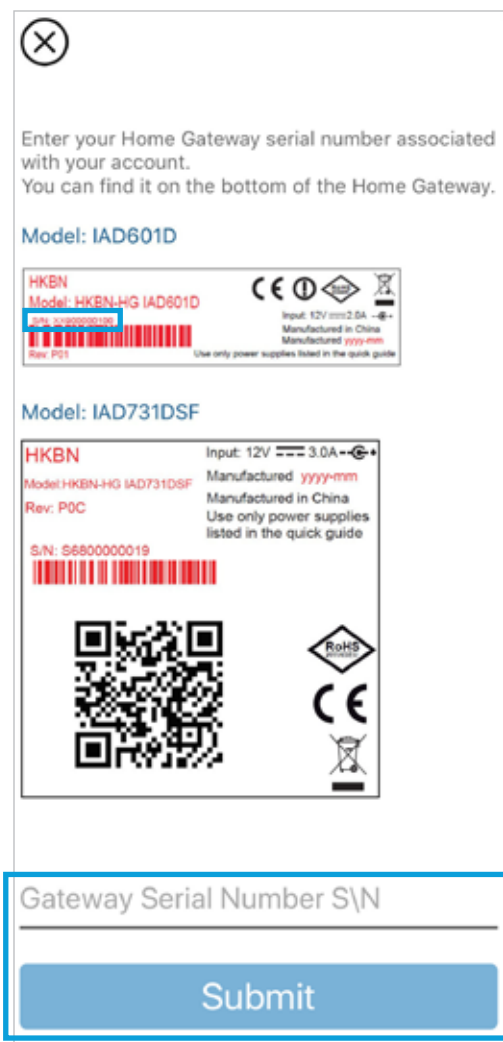 Enter your Home Gateway serial number associated
with your account.
You can find it on the bottom of the Home Gateway.
Model: IAD601D
HKBN
Model: HKBN-HG IAD601D
S/N:
Rev: P01
Input: 12V 2.0A
Manufactured in China
Manufactured yyyy-mm
Use only power supplies listed in the quick guide
Model: IAD731DSF
HKBN
Model:HKBN-HG IAD731DSF
Rev: P0C
S/N: S6800000019
Input: 12V 3.0A
Manufactured yyyy-mm
Manufactured in China
Use only power supplies
listed in the quick guide
RoHS
CE
Gateway Serial Number S\N
Submit